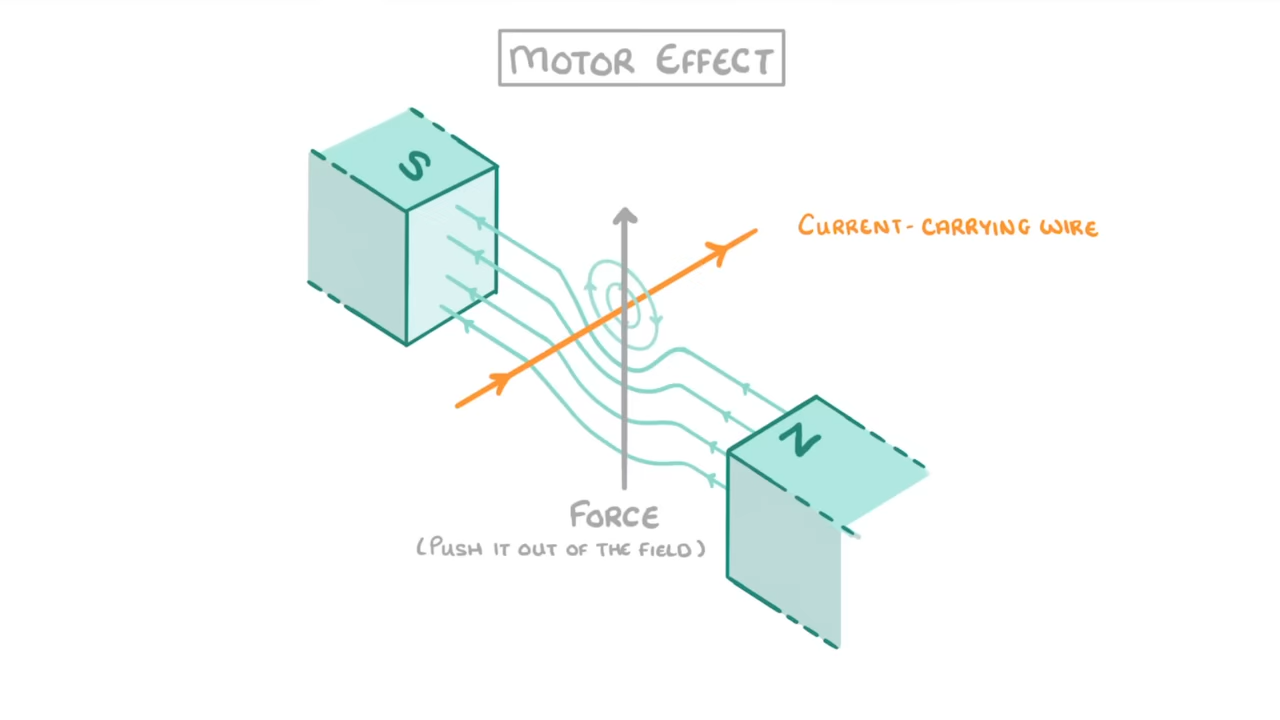 MOTOR EFFECT
S
CURRENT-CARRYING WIRE
N
FORCE
(PUSH IT OUT OF THE FIELD)